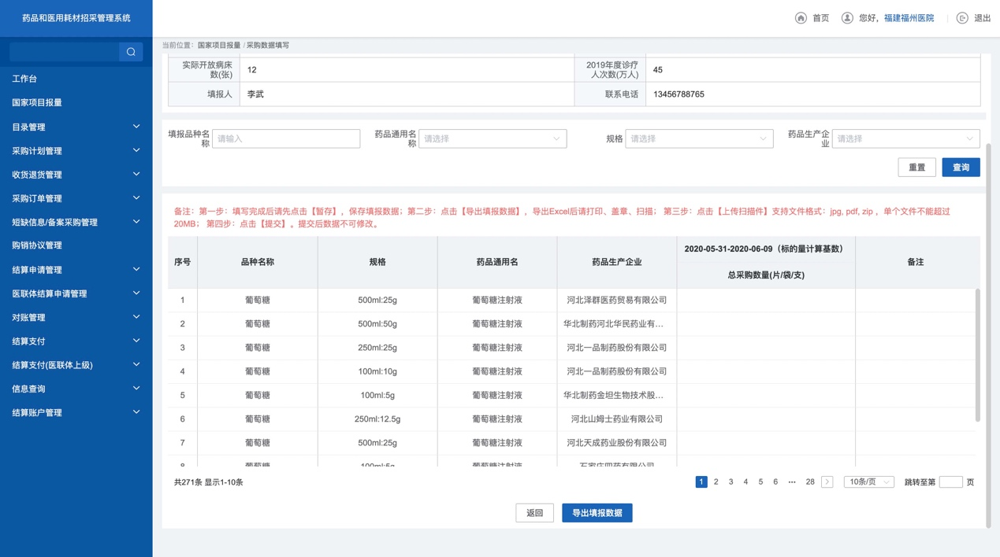 药品和医用耗材招采管理系统
首页
您好，福建福州医院
退出
当前位置：国家项目报量 / 采购数据填写
工作台
国家项目报量
目录管理
采购计划管理
收货退货管理
采购订单管理
短缺信息/备案采购管理
购销协议管理
结算申请管理
医联体结算申请管理
对账管理
结算支付
结算支付(医联体上级)
信息查询
结算账户管理
实际开放病床
数(张)
12
2019年度诊疗
人次数(万人)
45
填报人
李武
联系电话
13456788765
填报品种名
称
请输入
药品通用名
称
请选择
规格
请选择
药品生产企
业
请选择
重置
查询
备注：第一步：填写完成后请先点击【暂存】，保存填报数据；第二步：点击【导出填报数据】，导出Excel后请打印、盖章、扫描； 第三步：点击【上传扫描件】支持文件格式：jpg, pdf, zip ，单个文件不能超过
20MB； 第四步：点击【提交】。提交后数据不可修改。
序号 品种名称 规格 药品通用名 药品生产企业 2020-05-31-2020-06-09（标的量计算基数） 备注
总采购数量(片/袋/支)
1 葡萄糖 500ml:25g 葡萄糖注射液 河北泽群医药贸易有限公司
2 葡萄糖 500ml:50g 葡萄糖注射液 华北制药河北华民药业有...
3 葡萄糖 250ml:25g 葡萄糖注射液 河北一品制药股份有限公司
4 葡萄糖 100ml:10g 葡萄糖注射液 河北一品制药股份有限公司
5 葡萄糖 100ml:5g 葡萄糖注射液 华北制药金坦生物技术股...
6 葡萄糖 250ml:12.5g 葡萄糖注射液 河北山姆士药业有限公司
7 葡萄糖 500ml:25g 葡萄糖注射液 河北天成药业股份有限公司
8 葡萄糖 100ml:5g 葡萄糖注射液 石家庄四药有限公司
共271条 显示1-10条
1 2 3 4 5 6 ··· 28 > 10条/页 跳转至第 页
返回
导出填报数据